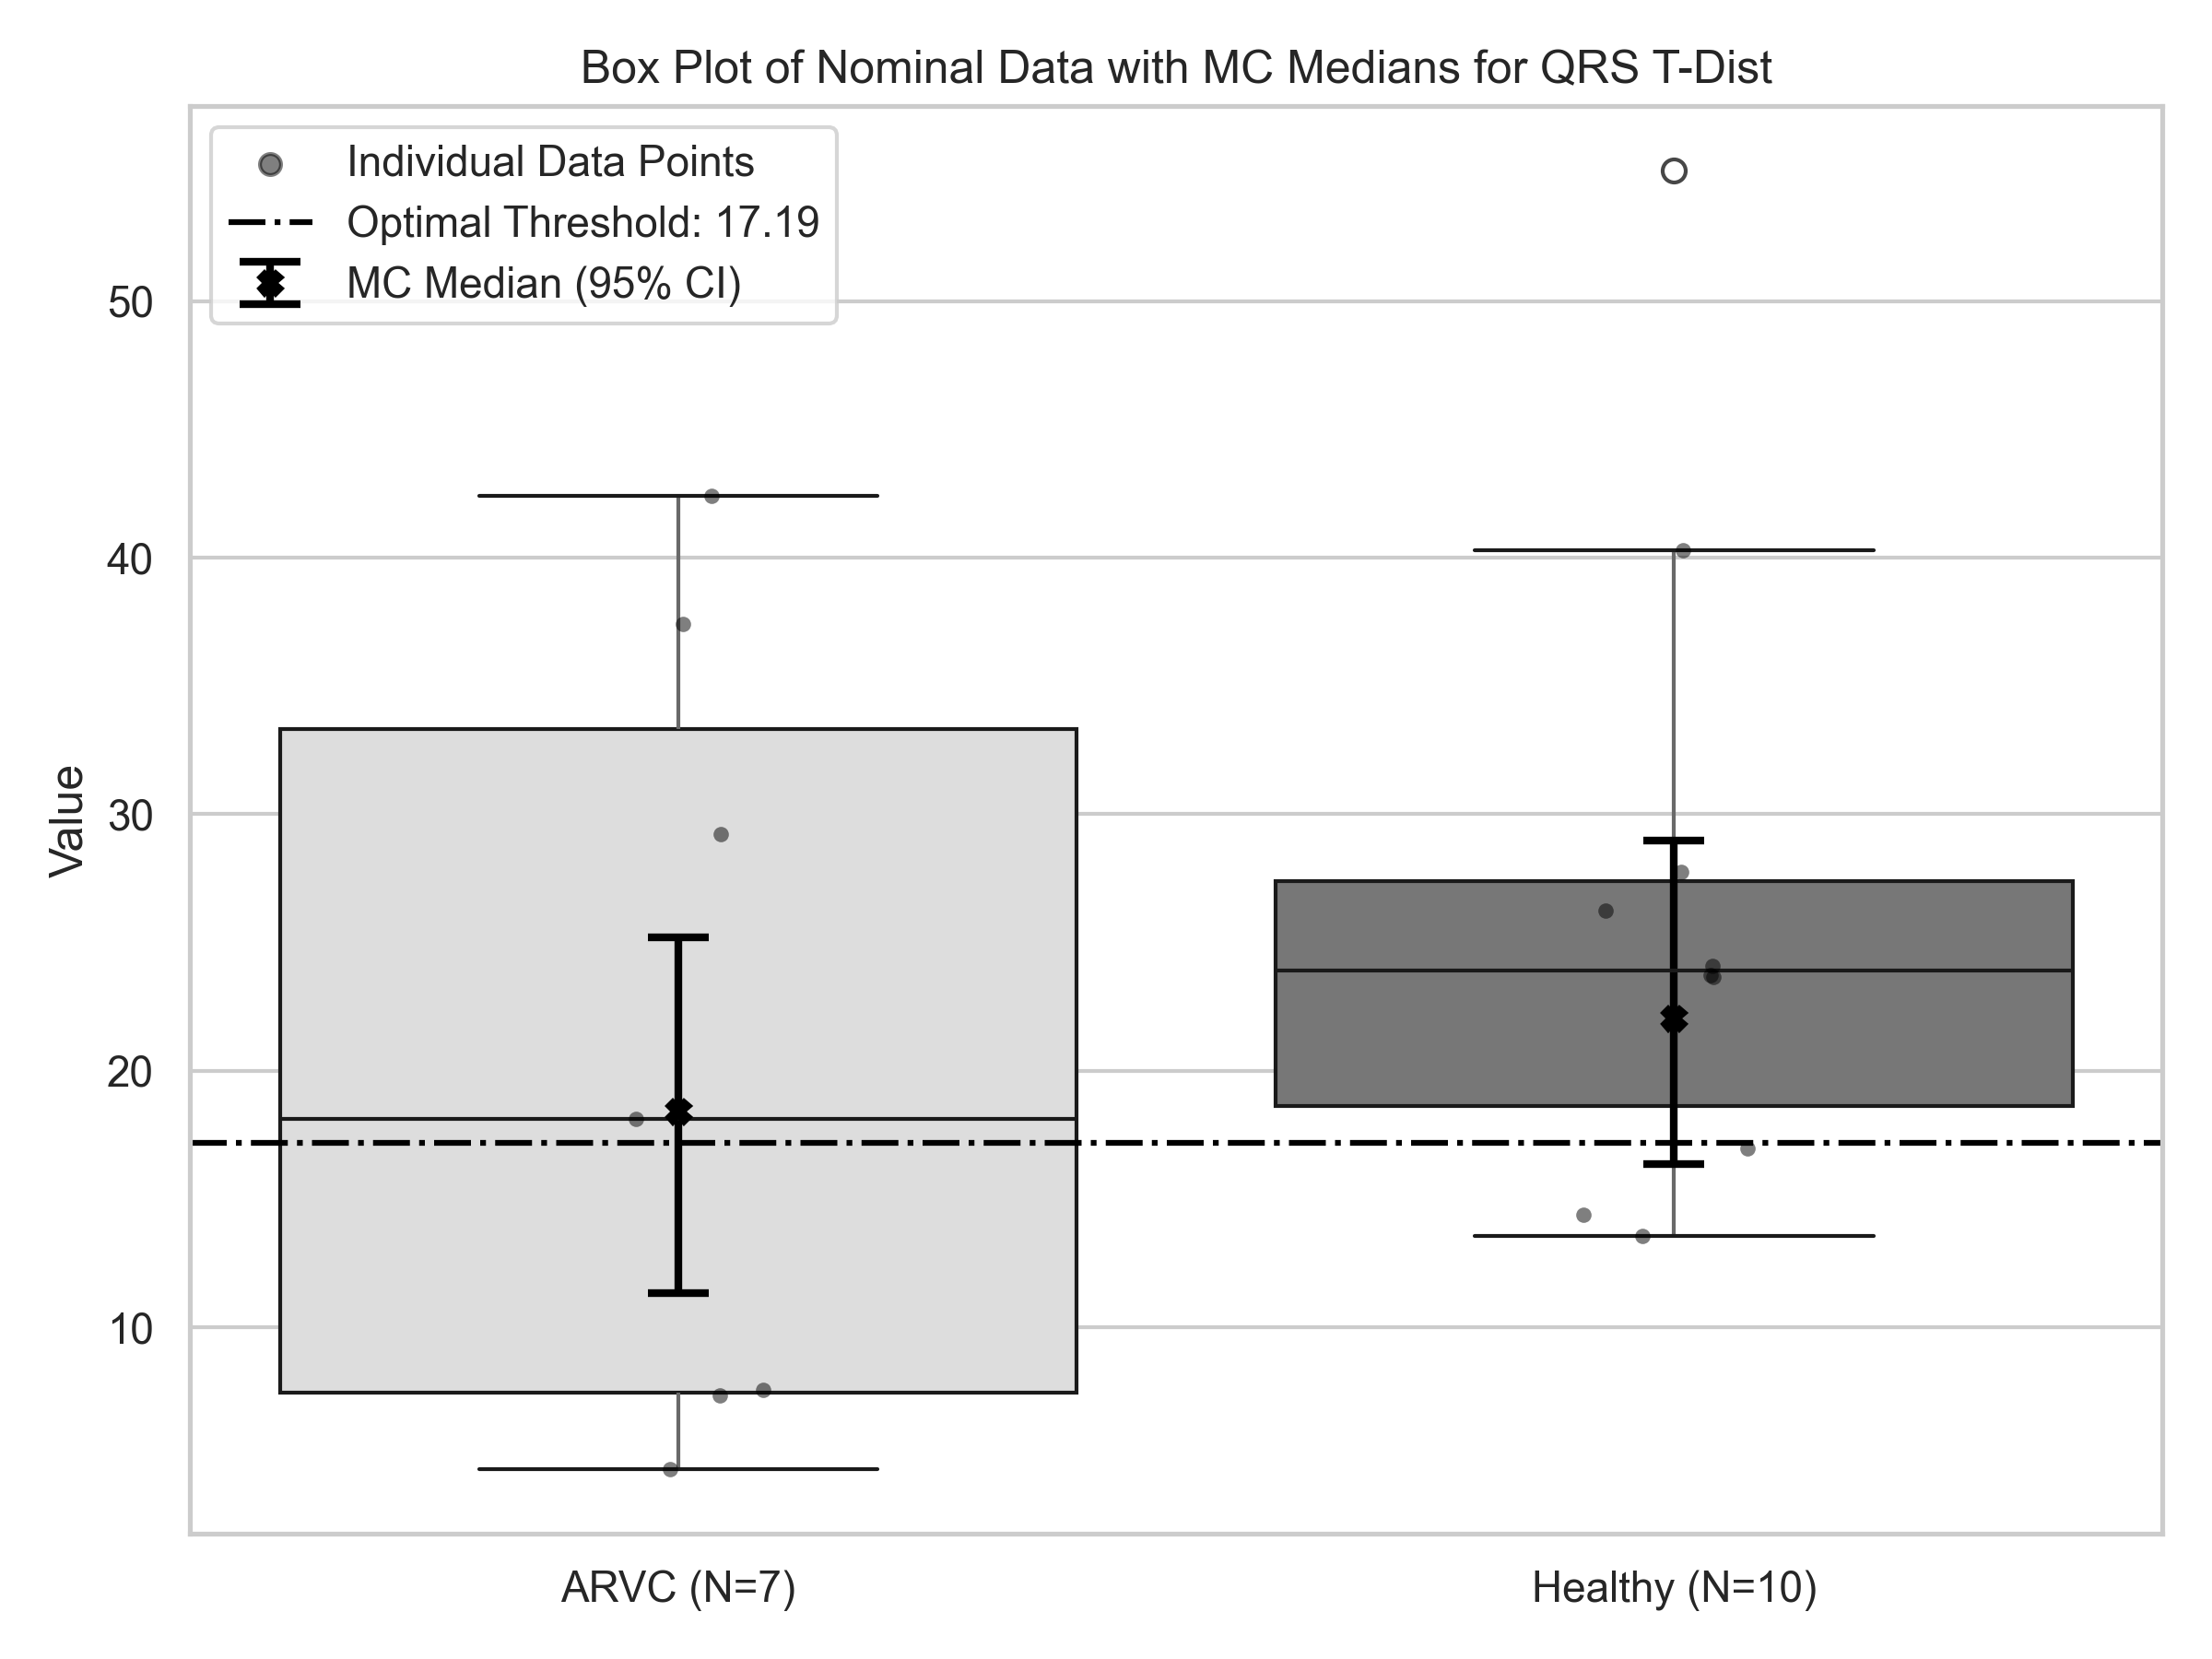 Box Plot of Nominal Data with MC Medians for QRS T-Dist
Individual Data Points
Optimal Threshold: 17.19
MC Median (95% CI)
50
40
30
20
10
Value
ARVC (N=7)
Healthy (N=10)